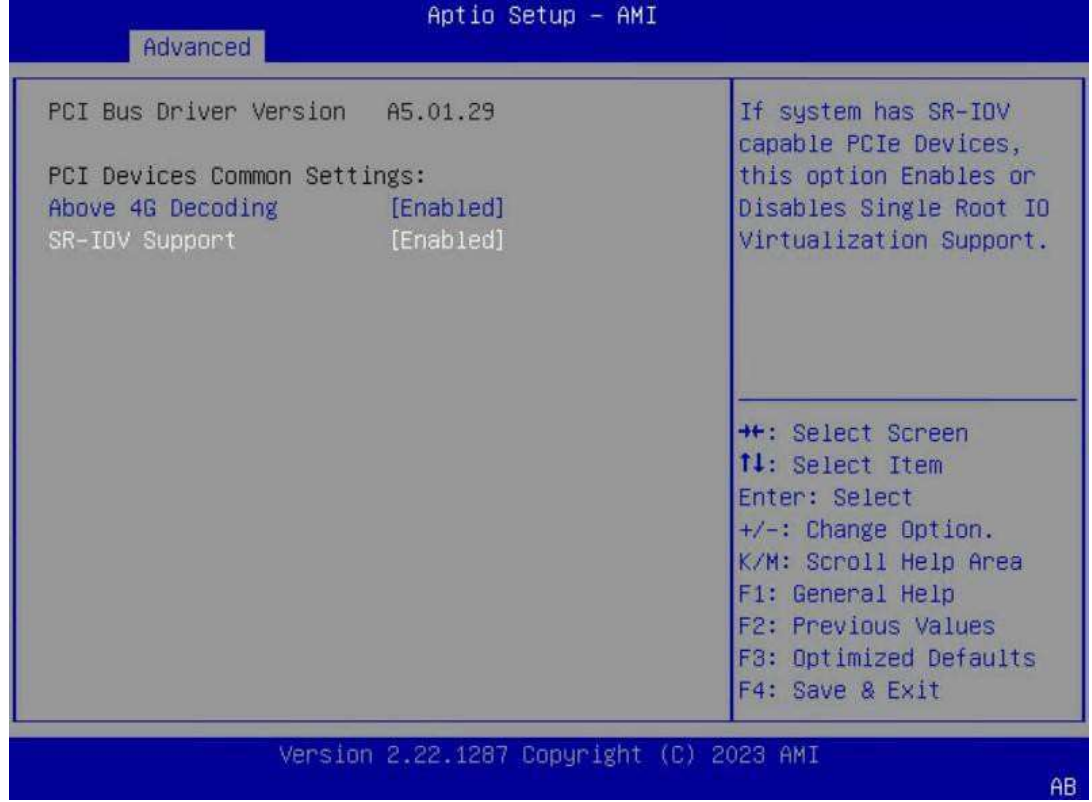 Aptio Setup – AMI
Advanced
PCI Bus Driver Version A5.01.29
PCI Devices Common Settings:
Above 4G Decoding [Enabled]
SR-IOV Support [Enabled]
If system has SR-IOV
capable PCIe Devices,
this option Enables or
Disables Single Root IO
Virtualization Support.
→←: Select Screen
↑↓: Select Item
Enter: Select
+/-: Change Option.
K/M: Scroll Help Area
F1: General Help
F2: Previous Values
F3: Optimized Defaults
F4: Save & Exit
Version 2.22.1287 Copyright (C) 2023 AMI
AB